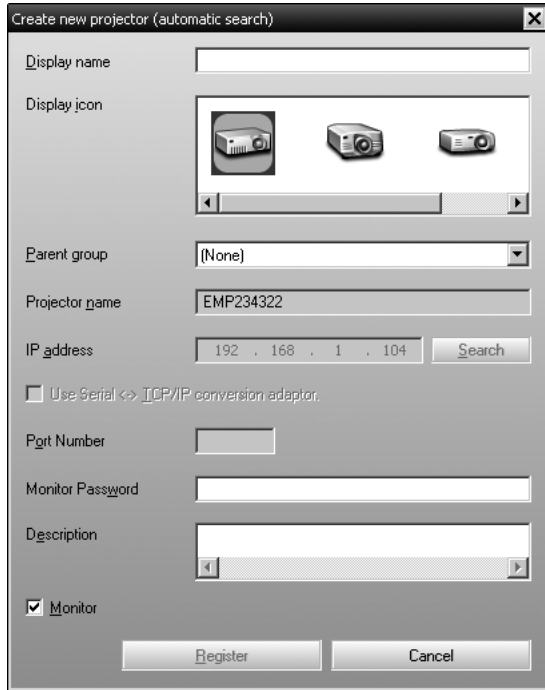 Create new projector (automatic search)
Display name
Display icon
Parent group
(None)
Projector name
EMP234322
IP address
192 . 168 . 1 . 104
Search
Use Serial <-> TCP/IP conversion adaptor.
Port Number
Monitor Password
Description
Monitor
Register
Cancel